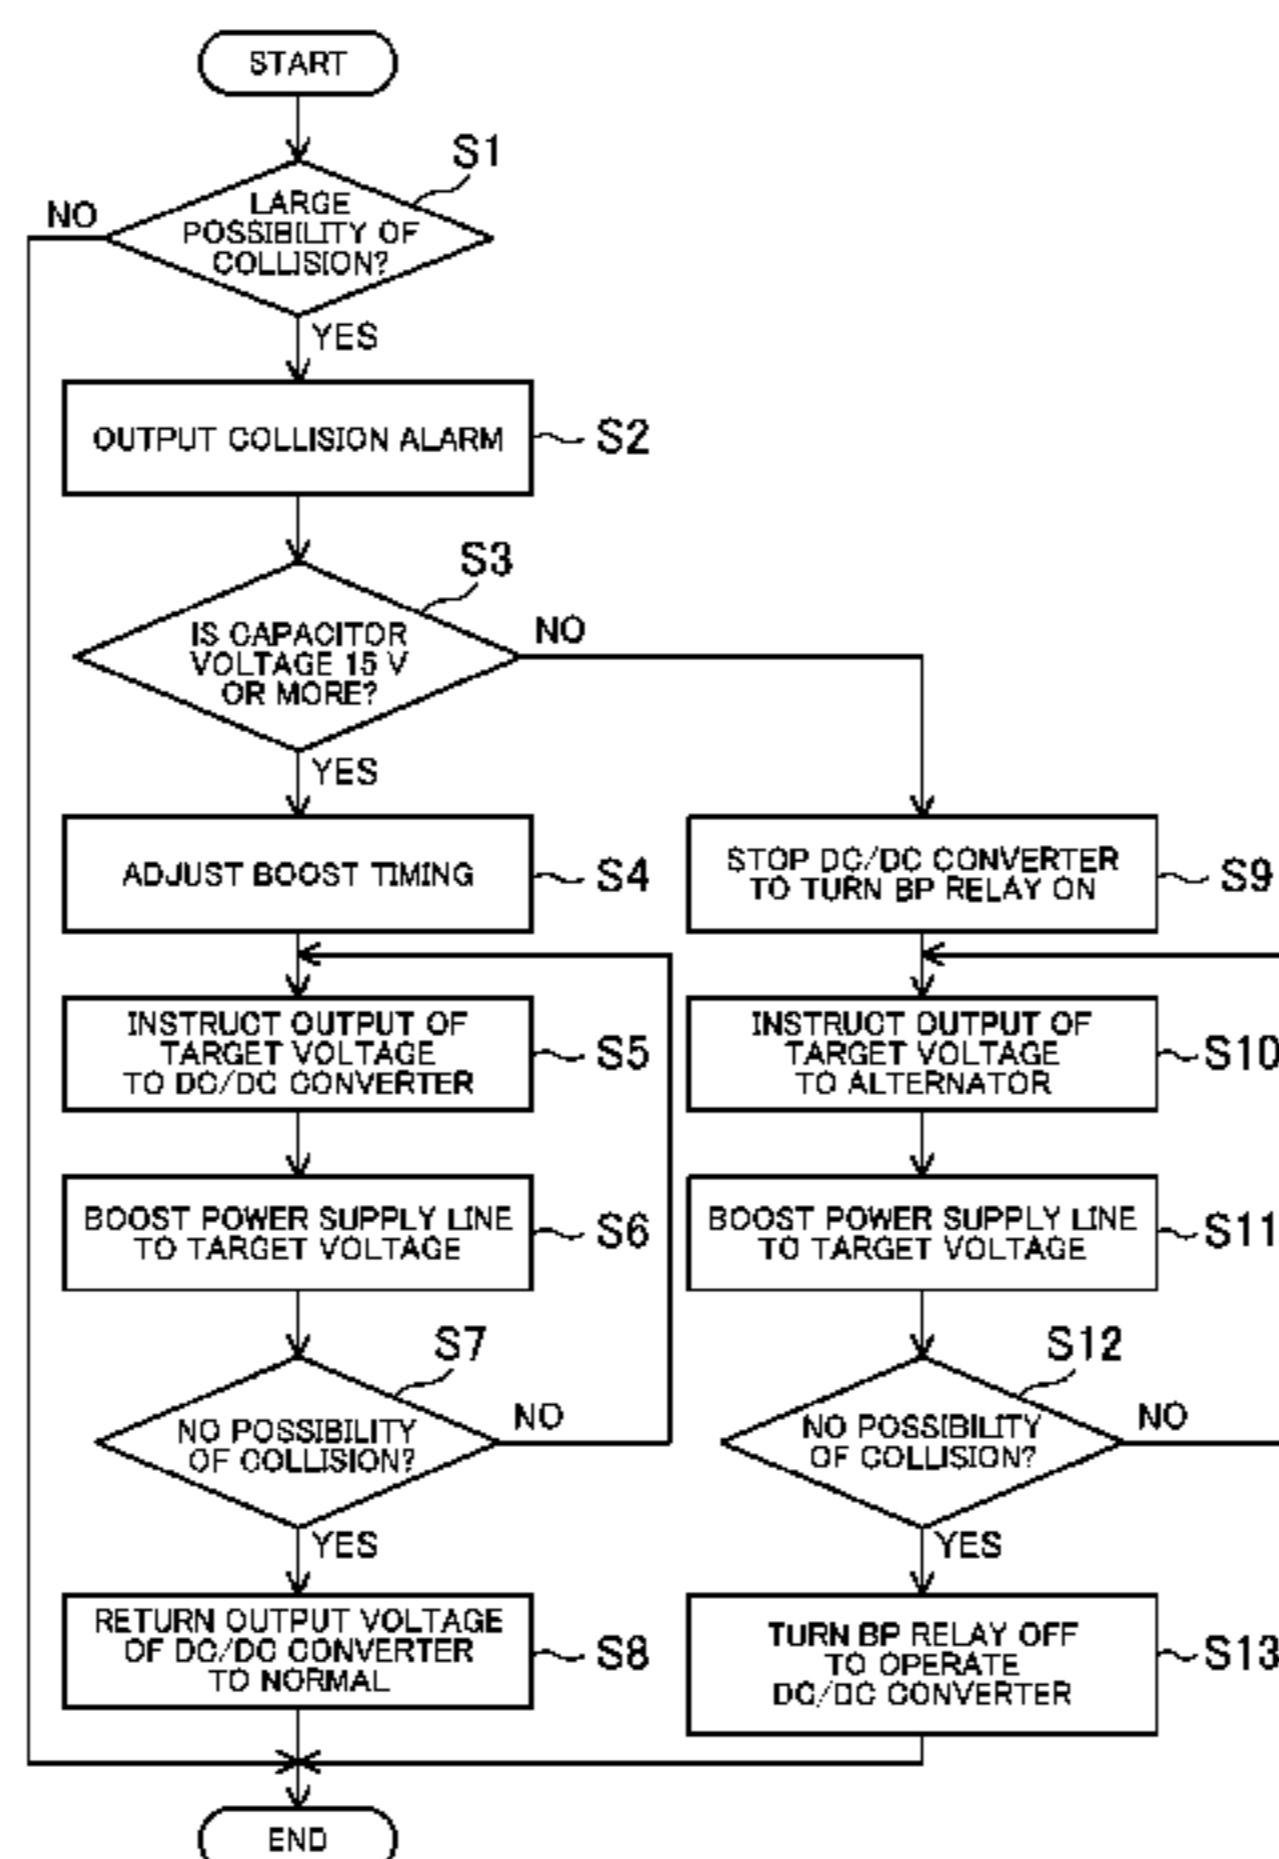 START
S1
LARGE
POSSIBILITY OF
COLLISION?
NO
YES
OUTPUT COLLISION ALARM
S2
S3
IS CAPACITOR
VOLTAGE 15 V
OR MORE?
NO
YES
ADJUST BOOST TIMING
S4
STOP DC/DC CONVERTER
TO TURN BP RELAY ON
S9
INSTRUCT OUTPUT OF
TARGET VOLTAGE
TO DC/DC CONVERTER
S5
INSTRUCT OUTPUT OF
TARGET VOLTAGE
TO ALTERNATOR
S10
BOOST POWER SUPPLY LINE
TO TARGET VOLTAGE
S6
BOOST POWER SUPPLY LINE
TO TARGET VOLTAGE
S11
S7
NO POSSIBILITY
OF COLLISION?
NO
YES
S12
NO POSSIBILITY
OF COLLISION?
NO
YES
RETURN OUTPUT VOLTAGE
OF DC/DC CONVERTER
TO NORMAL
S8
TURN BP RELAY OFF
TO OPERATE
DC/DC CONVERTER
S13
END